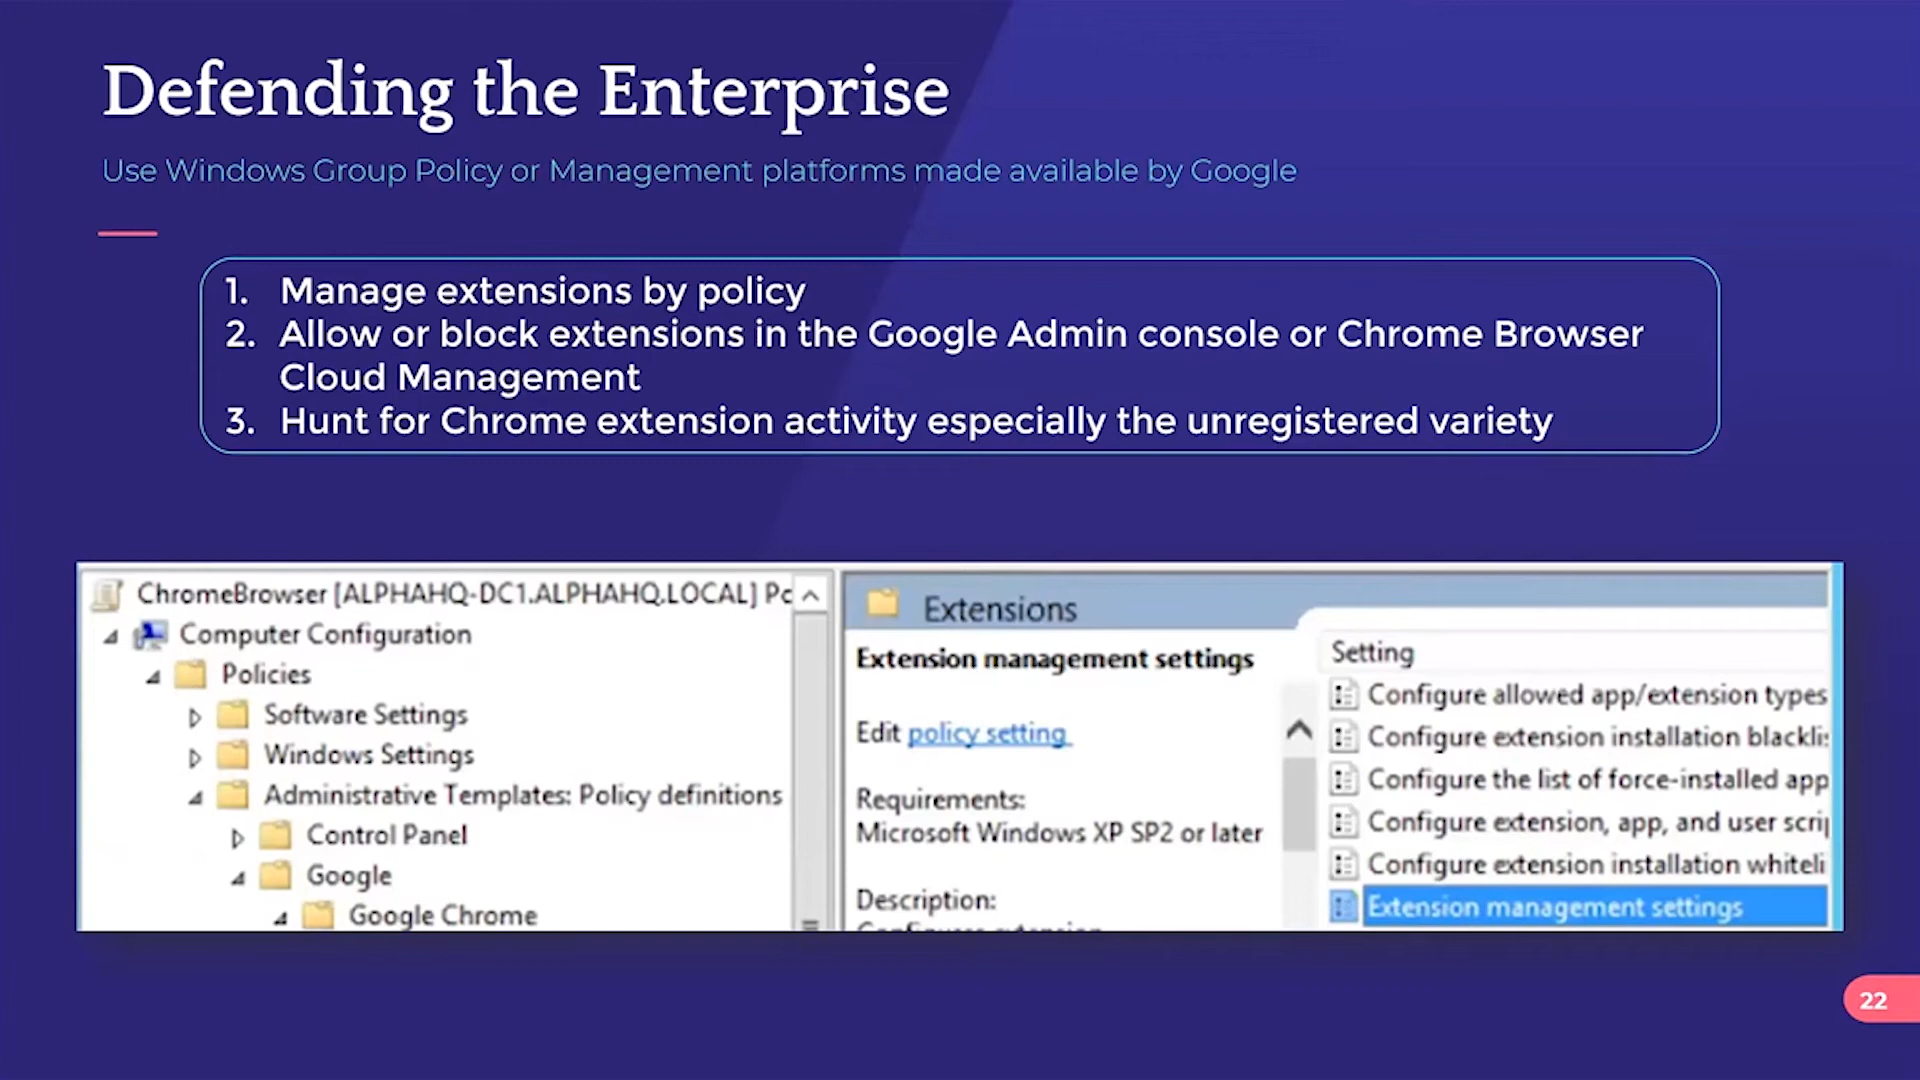 Defending the Enterprise
Use Windows Group Policy or Management platforms made available by Google
1. Manage extensions by policy
2. Allow or block extensions in the Google Admin console or Chrome Browser
Cloud Management
3. Hunt for Chrome extension activity especially the unregistered variety
ChromeBrowser [ALPHAHQ-DC1.ALPHAHQ.LOCAL] Pc
Computer Configuration
Policies
Software Settings
Windows Settings
Administrative Templates: Policy definitions
Control Panel
Google
Google Chrome
Extensions
Extension management settings
Edit policy setting
Requirements:
Microsoft Windows XP SP2 or later
Description:
Setting
Configure allowed app/extension types
Configure extension installation blacklis
Configure the list of force-installed app
Configure extension, app, and user scrip
Configure extension installation whiteli
Extension management settings
22